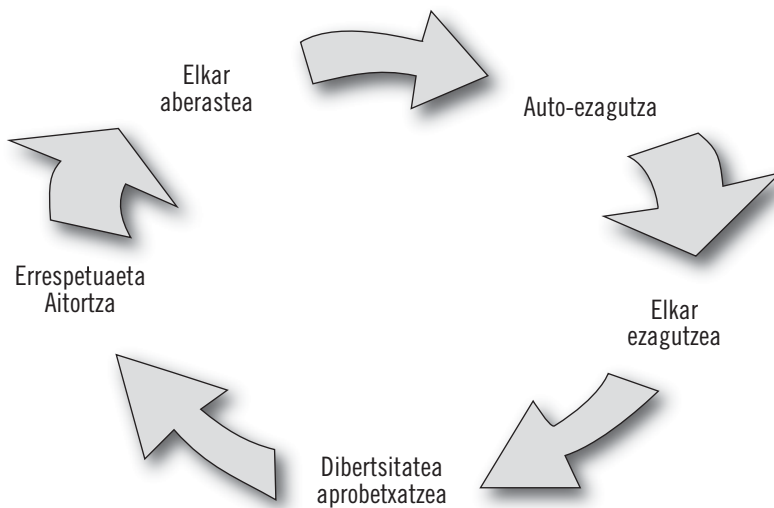 Elkar
aberastea
Auto-ezagutza
Elkar
ezagutzea
Dibertsitatea
aprobetxatzea
Errespetuaeta
Aitortza